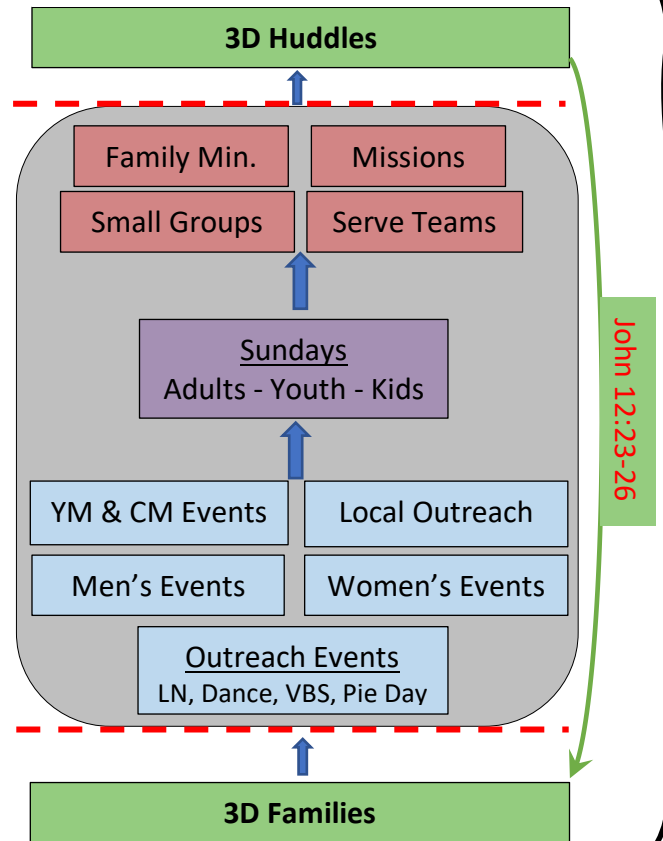 3D Huddles
Family Min.
Missions
Small Groups
Serve Teams
Sundays
Adults - Youth - Kids
John 12:23-26
YM & CM Events
Local Outreach
Men’s Events
Women’s Events
Outreach Events
LN, Dance, VBS, Pie Day
3D Families